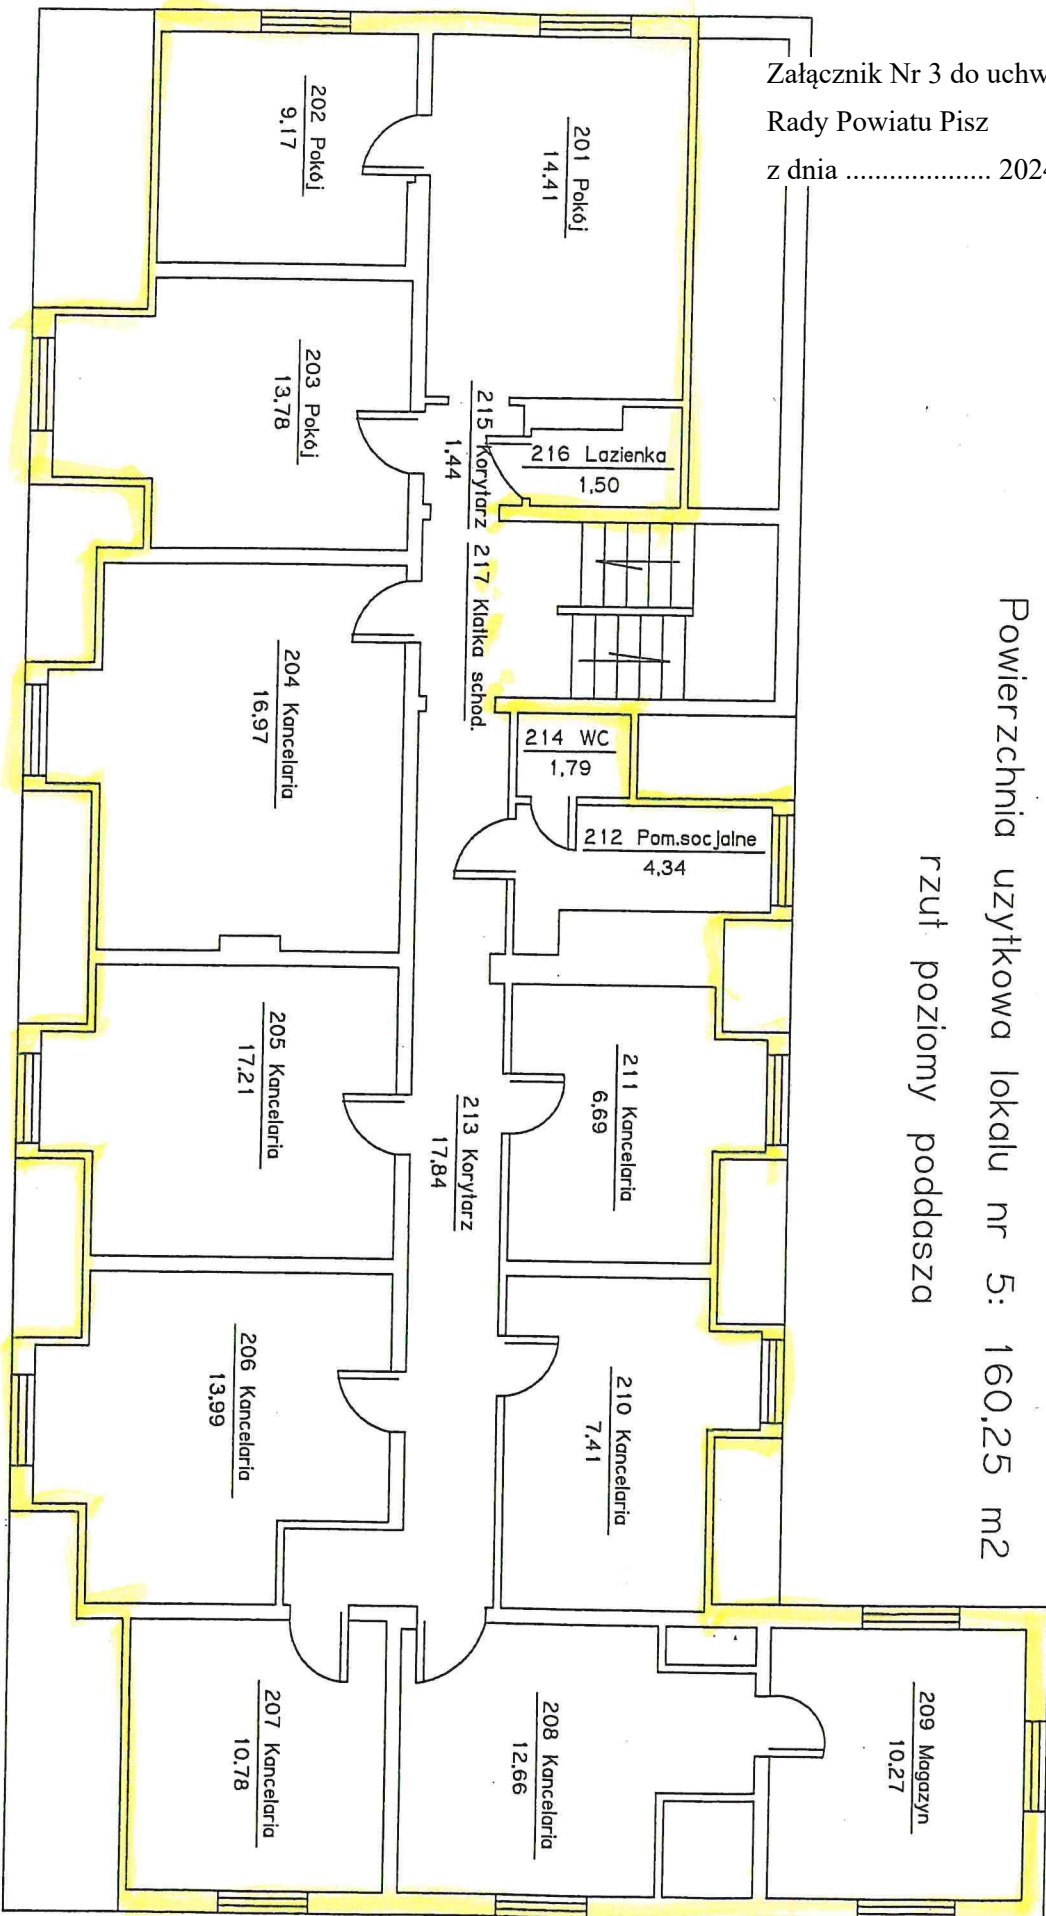 Załącznik Nr 3 do uchw
Rady Powiatu Pisz
z dnia .................... 2024
Powierzchnia uzytkowa lokalu nr 5: 160,25 m2
rzut poziomy poddasza
201 Pokój
14,41
202 Pokój
9,17
203 Pokój
13,78
215 Korytarz
1,44
216 Lazienka
1,50
217 Klatka schod.
204 Kancelaria
16,97
214 WC
1,79
212 Pom.socjalne
4,34
205 Kancelaria
17,21
213 Korytarz
17,84
211 Kancelaria
6,69
206 Kancelaria
13,99
210 Kancelaria
7,41
207 Kancelaria
10,78
208 Kancelaria
12,66
209 Magazyn
10,27